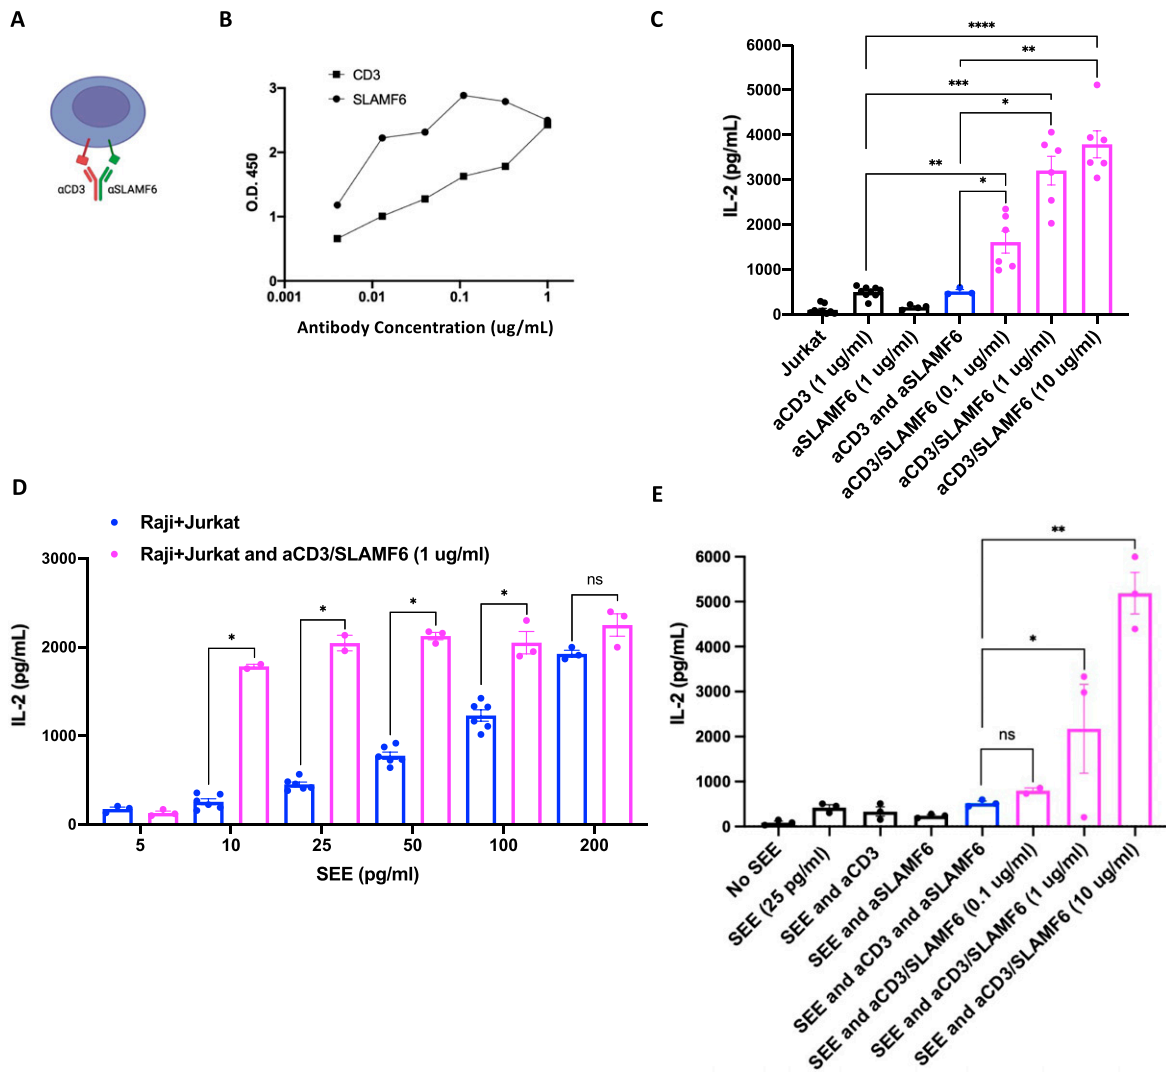 A
αCD3
αSLAMF6
B
CD3
SLAMF6
3
2
1
0
O.D. 450
0.001
0.01
0.1
1
Antibody Concentration (ug/mL)
C
6000
5000
4000
3000
2000
1000
0
IL-2 (pg/mL)
****
**
***
*
**
*
Jurkat
aCD3 (1 ug/ml)
aSLAMF6 (1 ug/ml)
aCD3 and aSLAMF6
aCD3/SLAMF6 (0.1 ug/ml)
aCD3/SLAMF6 (1 ug/ml)
aCD3/SLAMF6 (10 ug/ml)
D
Raji+Jurkat
Raji+Jurkat and aCD3/SLAMF6 (1 ug/ml)
3000
2000
1000
0
IL-2 (pg/mL)
*
*
*
*
ns
5
10
25
50
100
200
SEE (pg/ml)
E
6000
5000
4000
3000
2000
1000
0
IL-2 (pg/mL)
**
*
ns
No SEE
SEE (25 pg/ml)
SEE and aCD3
SEE and aSLAMF6
SEE and aCD3 and aSLAMF6
SEE and aCD3/SLAMF6 (0.1 ug/ml)
SEE and aCD3/SLAMF6 (1 ug/ml)
SEE and aCD3/SLAMF6 (10 ug/ml)